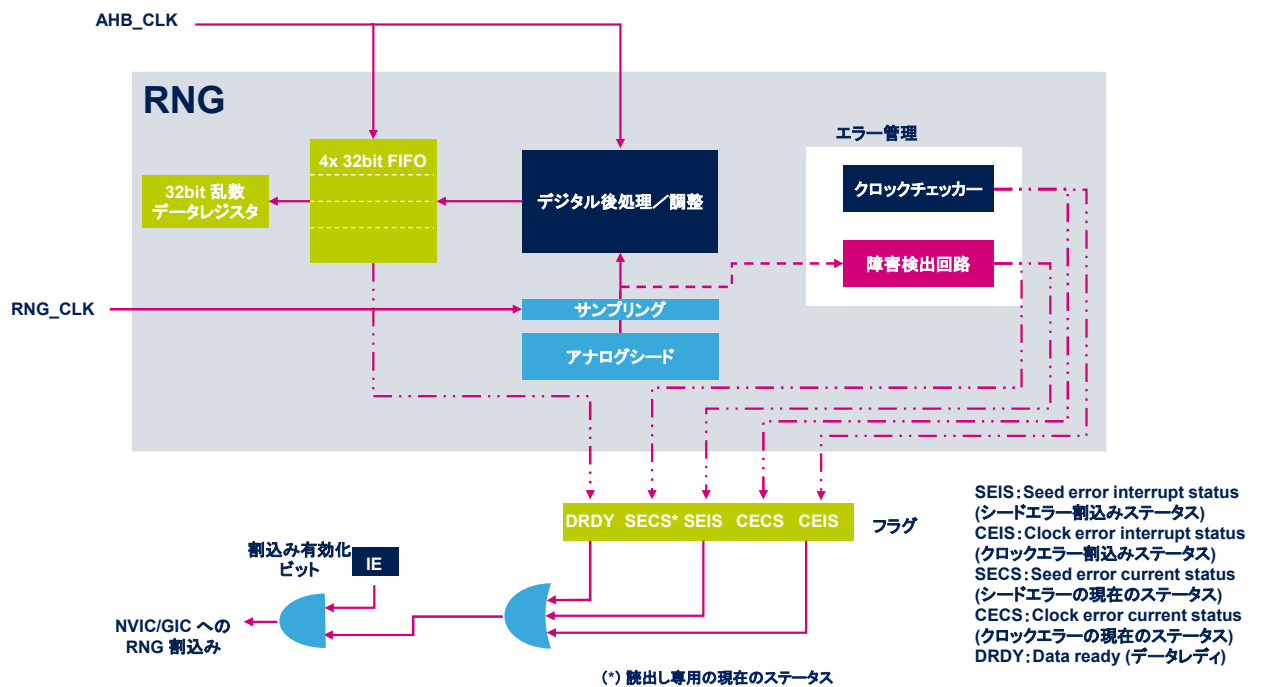 AHB_CLK
RNG
エラー管理
4x 32bit FIFO
クロックチェッカー
32bit 乱数
データレジスタ
デジタル後処理／調整
障害検出回路
RNG_CLK
サンプリング
アナログシード
DRDY SECS* SEIS CECS CEIS
フラグ
SEIS：Seed error interrupt status
(シードエラー割込みステータス)
CEIS：Clock error interrupt status
(クロックエラー割込みステータス)
SECS：Seed error current status
(シードエラーの現在のステータス)
CECS：Clock error current status
(クロックエラーの現在のステータス)
DRDY：Data ready (データレディ)
割込み有効化
ビット
IE
NVIC/GIC への
RNG 割込み
(*) 読出し専用の現在のステータス